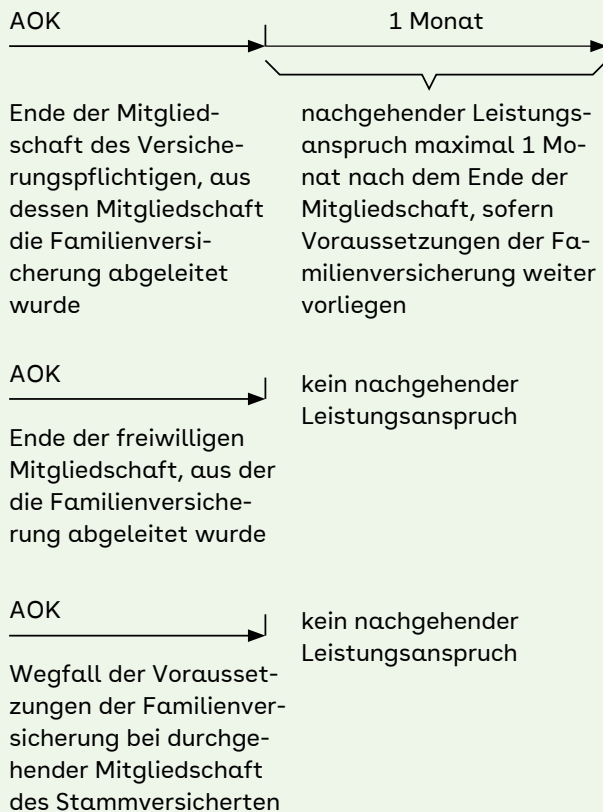 AOK
1 Monat
Ende der Mitglied-
schaft des Versiche-
rungspflichtigen, aus
dessen Mitgliedschaft
die Familienversi-
cherung abgeleitet
wurde
nachgehender Leistungs-
anspruch maximal 1 Mo-
nat nach dem Ende der
Mitgliedschaft, sofern
Voraussetzungen der Fa-
milienversicherung weiter
vorliegen
AOK
Ende der freiwilligen
Mitgliedschaft, aus der
die Familienversiche-
rung abgeleitet wurde
kein nachgehender
Leistungsanspruch
AOK
Wegfall der Vorausset-
zungen der Familienver-
sicherung bei durchge-
hender Mitgliedschaft
des Stammversicherten
kein nachgehender
Leistungsanspruch